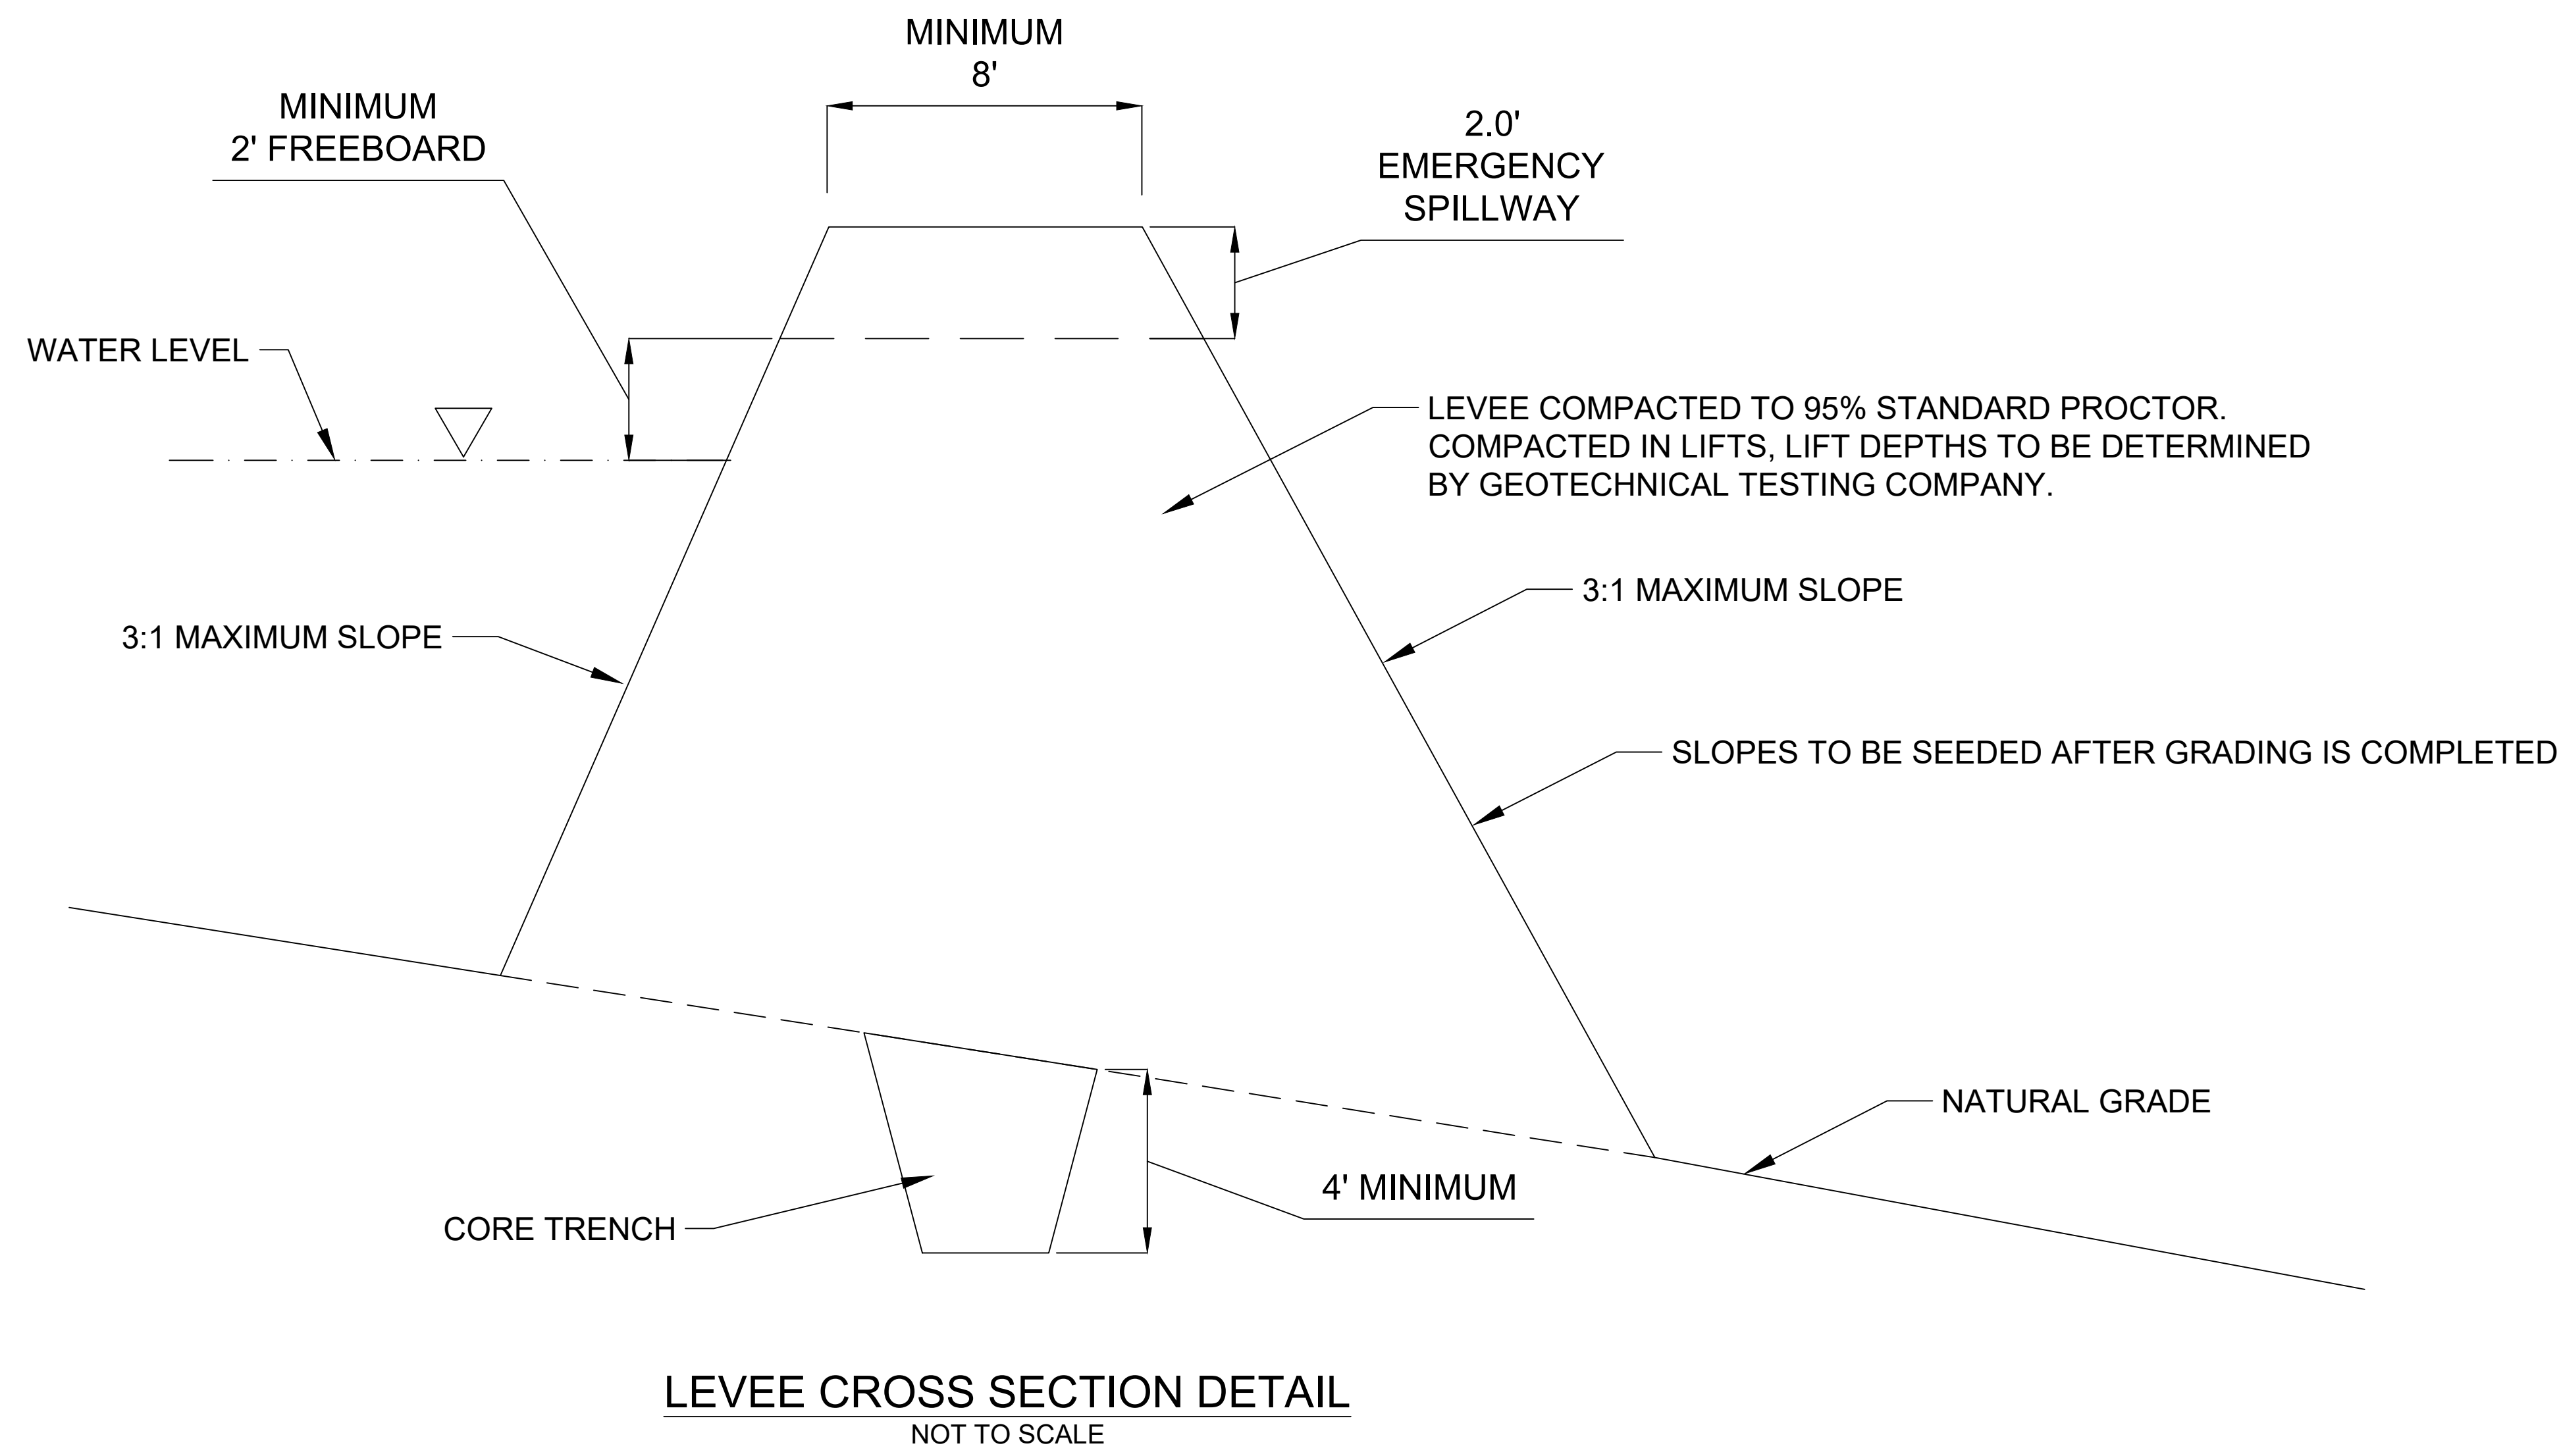 MINIMUM
8'
MINIMUM
2' FREEBOARD
2.0'
EMERGENCY
SPILLWAY
WATER LEVEL
LEVEE COMPACTED TO 95% STANDARD PROCTOR.
COMPACTED IN LIFTS, LIFT DEPTHS TO BE DETERMINED
BY GEOTECHNICAL TESTING COMPANY.
3:1 MAXIMUM SLOPE
3:1 MAXIMUM SLOPE
SLOPES TO BE SEEDED AFTER GRADING IS COMPLETED
NATURAL GRADE
4' MINIMUM
CORE TRENCH
LEVEE CROSS SECTION DETAIL
NOT TO SCALE